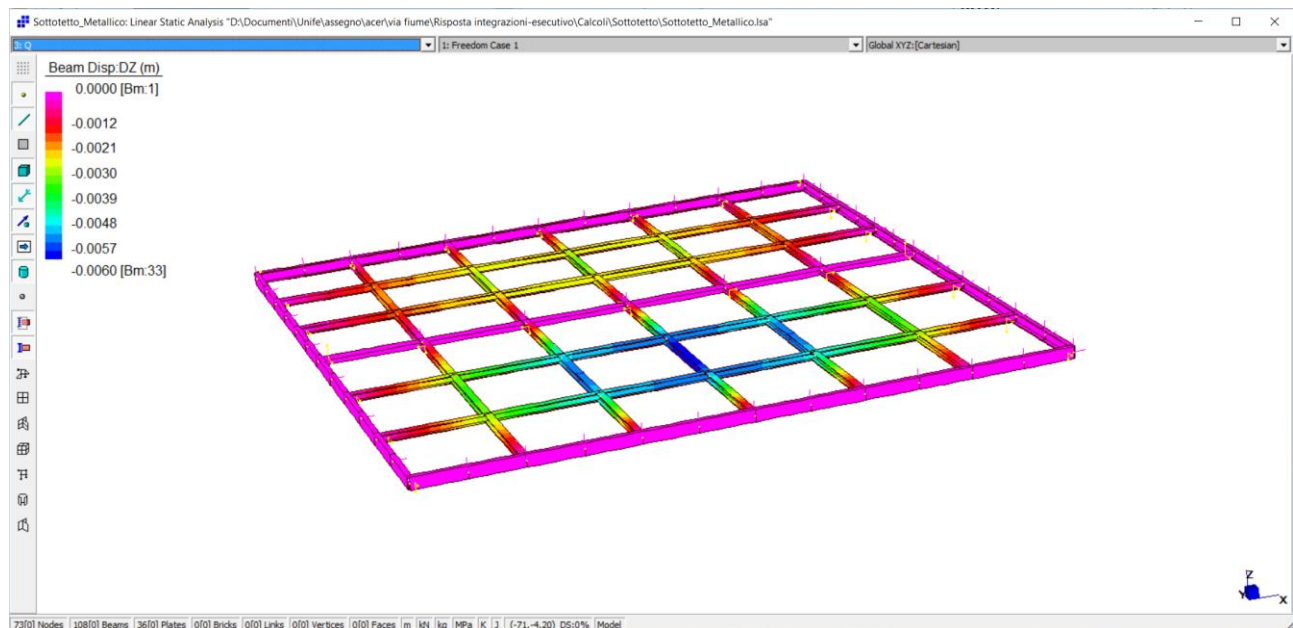 Sottotetto_Metallico: Linear Static Analysis "D:\Documenti\Unife\assegno\acer\via fiume\Risposta integrazioni-esecutivo\Calcoli\Sottotetto\Sottotetto_Metallico.lsa"
3: Q 1: Freedom Case 1 Global XYZ:[Cartesian]
Beam Disp:DZ (m)
0.0000 [Bm:1]
-0.0012
-0.0021
-0.0030
-0.0039
-0.0048
-0.0057
-0.0060 [Bm:33]
Z
Y
X
73[0] Nodes 108[0] Beams 36[0] Plates 0[0] Bricks 0[0] Links 0[0] Vertices 0[0] Faces m kN kg MPa K J (-71,-4.20) DS:0% Model